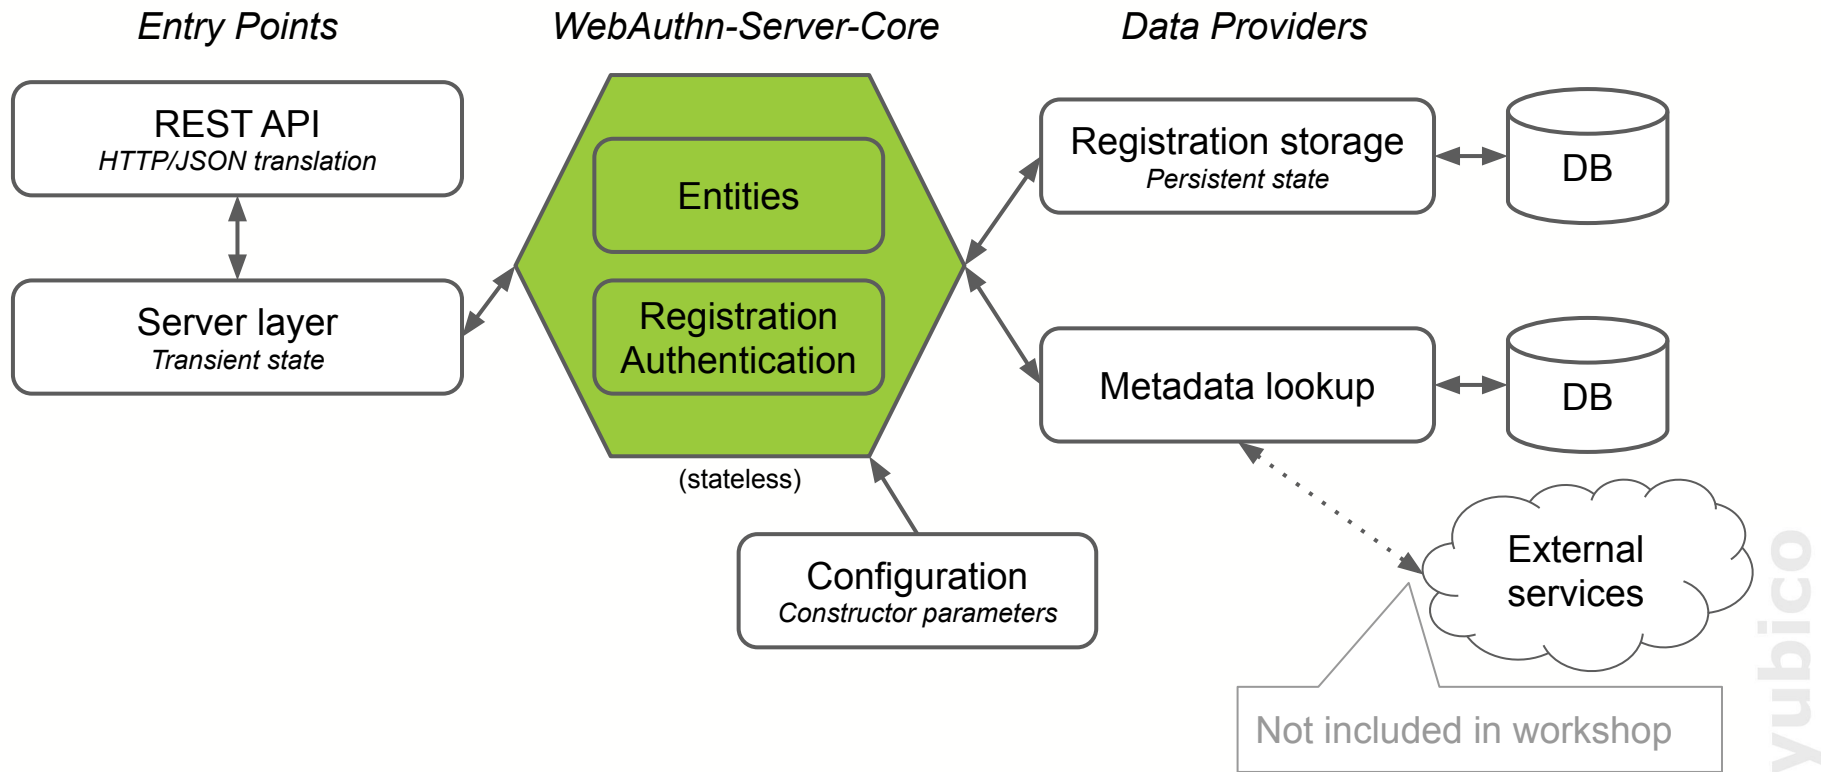 Entry Points
WebAuthn-Server-Core
Data Providers
REST API
HTTP/JSON translation
Server layer
Transient state
Entities
Registration
Authentication
(stateless)
Configuration
Constructor parameters
Registration storage
Persistent state
DB
Metadata lookup
DB
External
services
Not included in workshop
yubico